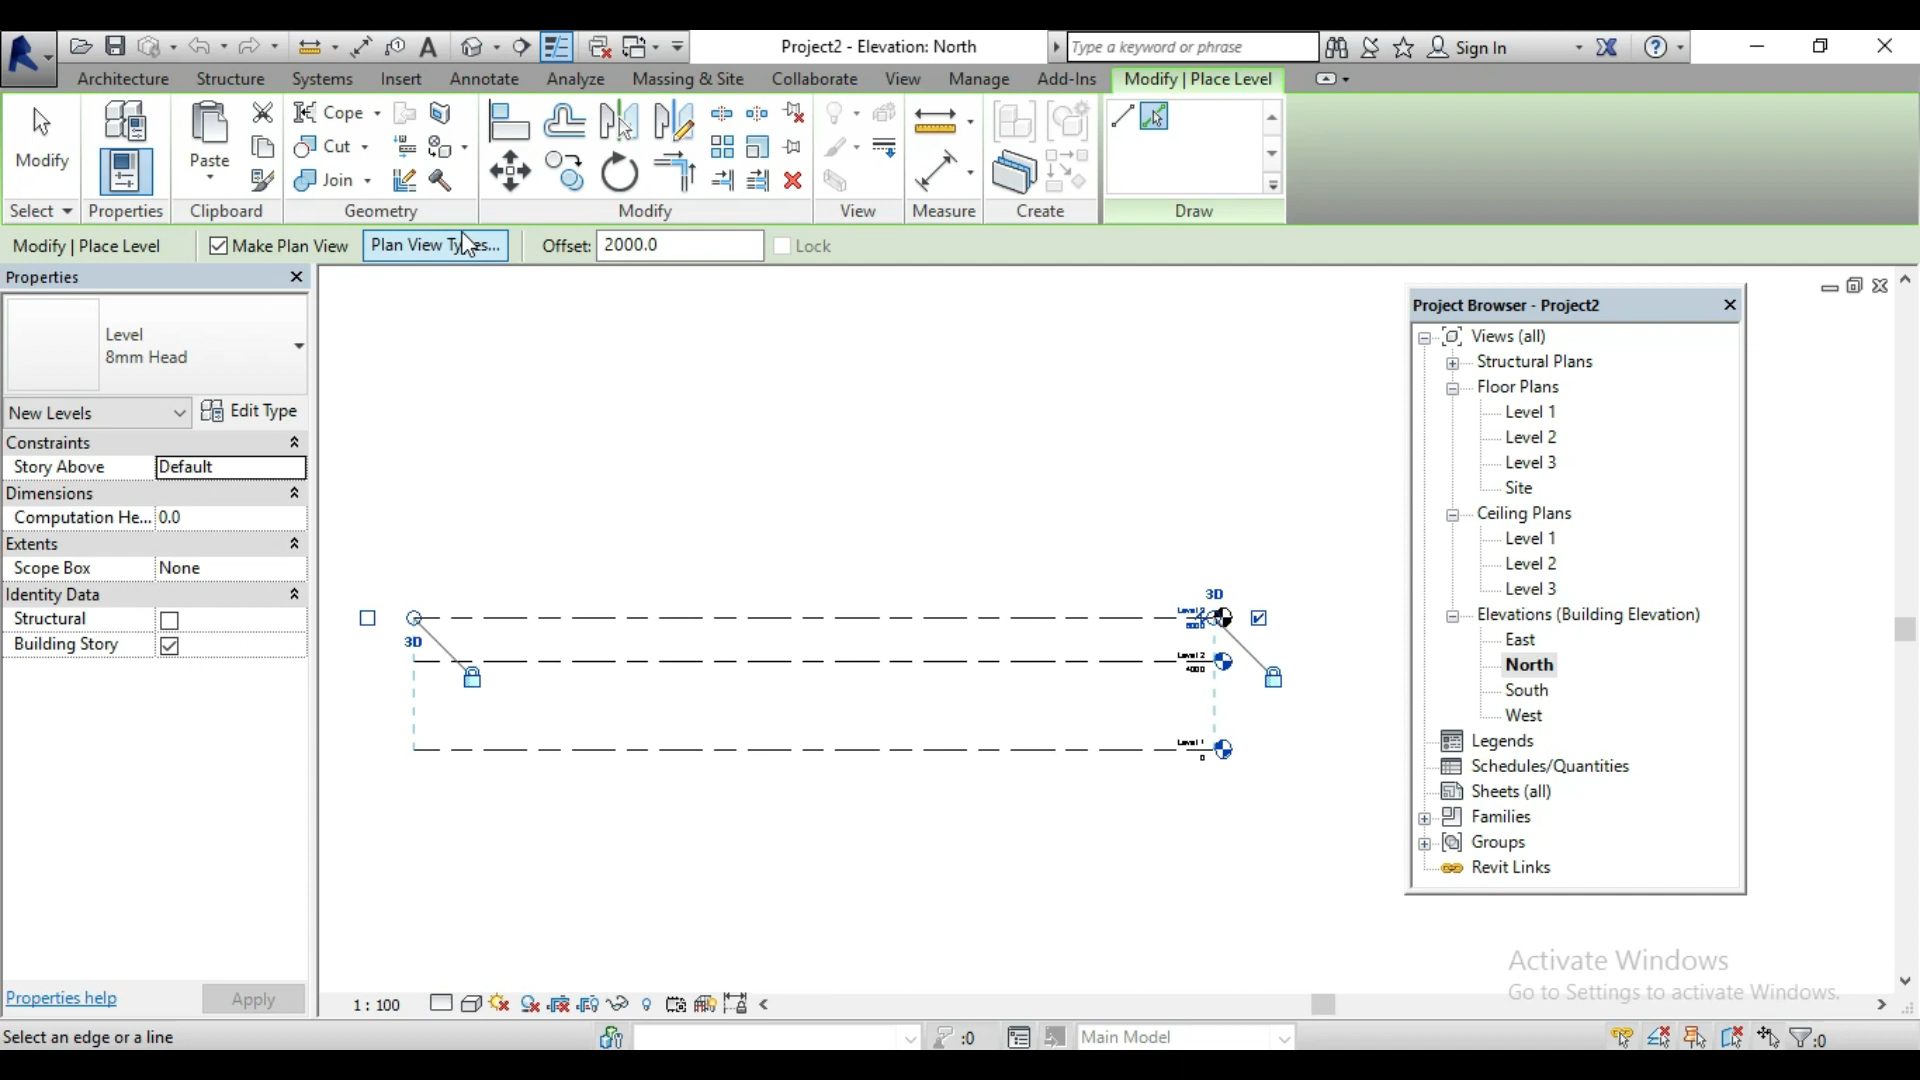 Project2 - Elevation: North
Type a keyword or phrase
Sign In
Architecture Structure Systems Insert Annotate Analyze Massing & Site Collaborate View Manage Add-Ins Modify | Place Level
Modify
Paste
Cope
Cut
Join
Select Properties Clipboard Geometry Modify View Measure Create Draw
Modify | Place Level Make Plan View Plan View Types... Offset: 2000.0 Lock
Properties
Level
8mm Head
New Levels Edit Type
Constraints
Story Above Default
Dimensions
Computation He... 0.0
Extents
Scope Box None
Identity Data
Structural
Building Story
Properties help Apply
3D
3D
Level 2
4000
Level 1
0
Project Browser - Project2
Views (all)
Structural Plans
Floor Plans
Level 1
Level 2
Level 3
Site
Ceiling Plans
Level 1
Level 2
Level 3
Elevations (Building Elevation)
East
North
South
West
Legends
Schedules/Quantities
Sheets (all)
Families
Groups
Revit Links
Activate Windows
Go to Settings to activate Windows.
1 : 100
Select an edge or a line
:0
Main Model
:0